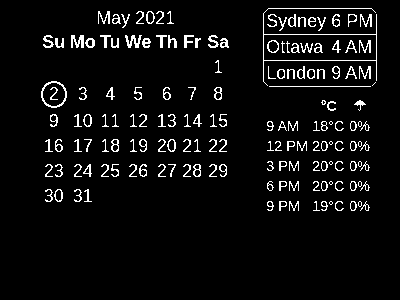 May 2021
Su Mo Tu We Th Fr Sa
1
2 3 4 5 6 7 8
9 10 11 12 13 14 15
16 17 18 19 20 21 22
23 24 25 26 27 28 29
30 31
Sydney 6 PM
Ottawa 4 AM
London 9 AM
°C ☂
9 AM 18°C 0%
12 PM 20°C 0%
3 PM 20°C 0%
6 PM 20°C 0%
9 PM 19°C 0%